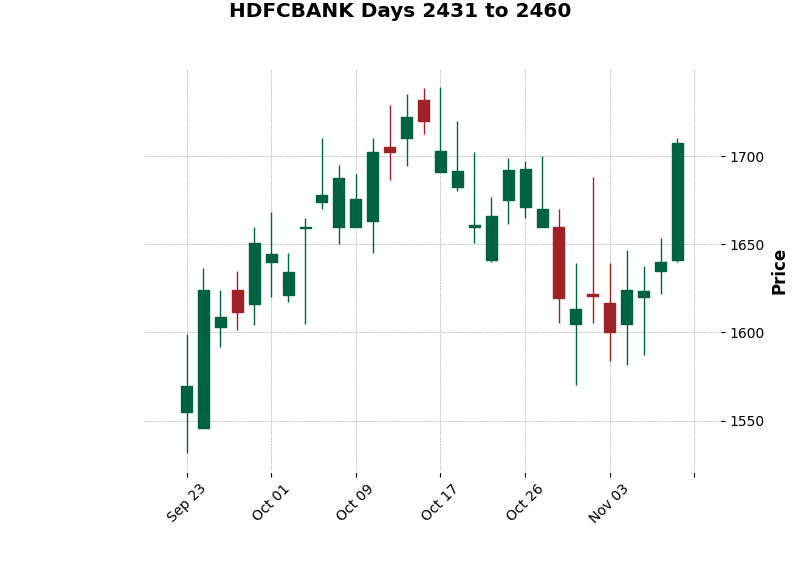 HDFCBANK Days 2431 to 2460
1700
1650
1600
1550
Price
Sep 23
Oct 01
Oct 09
Oct 17
Oct 26
Nov 03